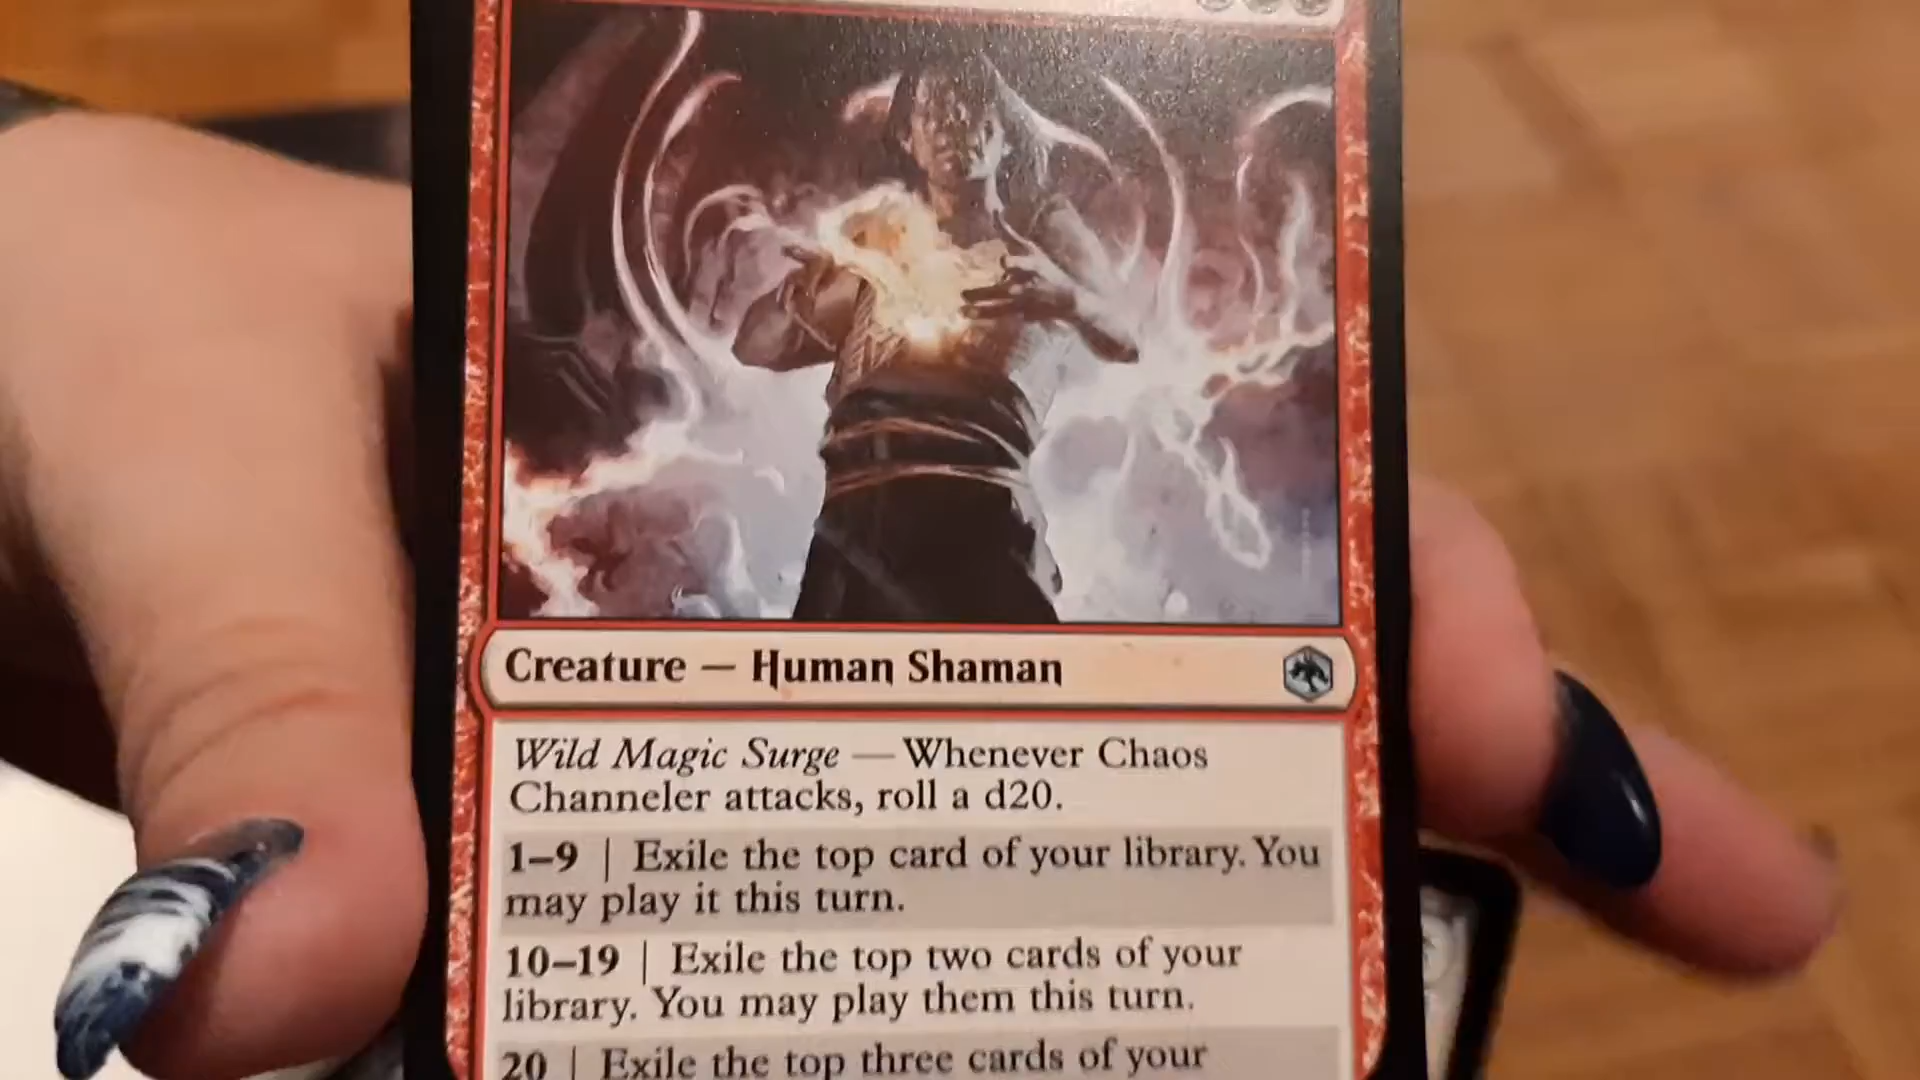 Creature — Human Shaman
Wild Magic Surge — Whenever Chaos
Channeler attacks, roll a d20.
1–9 | Exile the top card of your library. You
may play it this turn.
10–19 | Exile the top two cards of your
library. You may play them this turn.
20 | Exile the top three cards of your